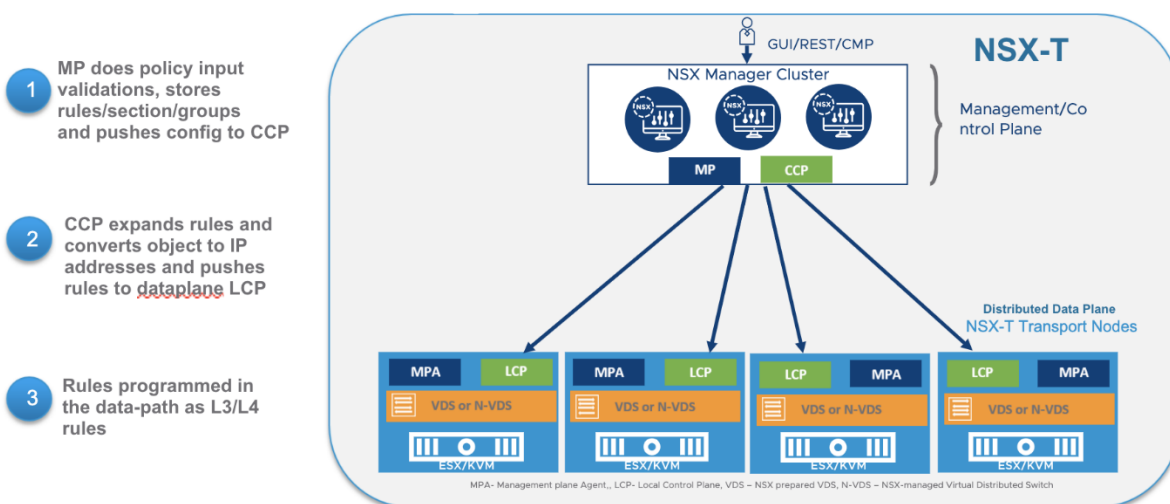 1
MP does policy input
validations, stores
rules/section/groups
and pushes config to CCP
2
CCP expands rules and
converts object to IP
addresses and pushes
rules to dataplane LCP
3
Rules programmed in
the data-path as L3/L4
rules
GUI/REST/CMP
NSX-T
NSX Manager Cluster
NSX
NSX
NSX
MP
CCP
Management/Co
ntrol Plane
Distributed Data Plane
NSX-T Transport Nodes
MPA LCP
VDS or N-VDS
ESX/KVM
MPA LCP
VDS or N-VDS
ESX/KVM
LCP MPA
VDS or N-VDS
ESX/KVM
LCP MPA
VDS or N-VDS
ESX/KVM
MPA- Management plane Agent,, LCP- Local Control Plane, VDS – NSX prepared VDS, N-VDS – NSX-managed Virtual Distributed Switch